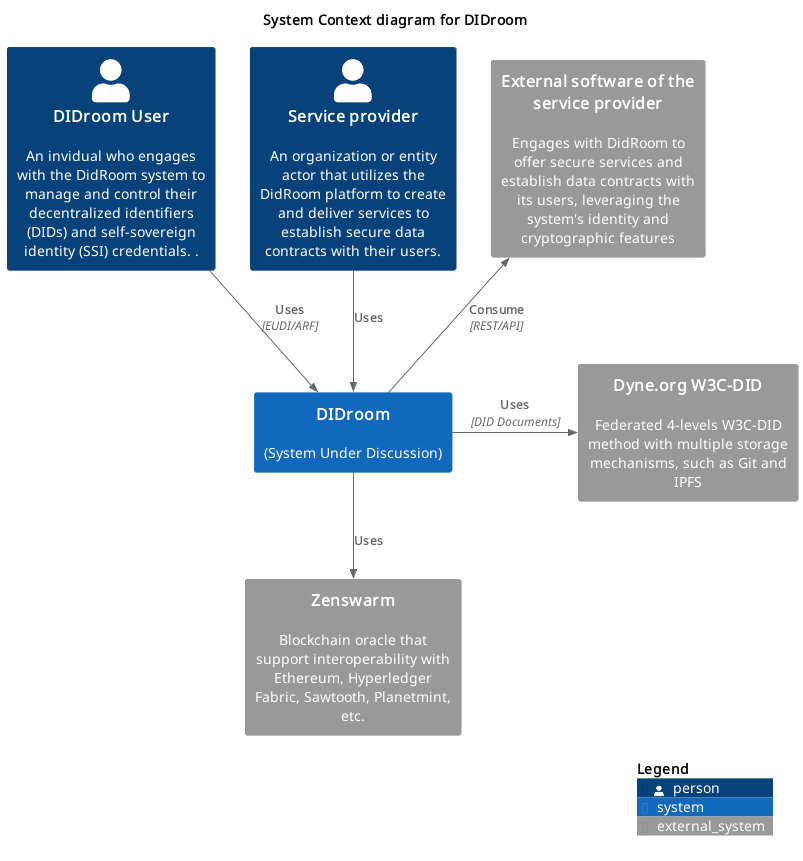 System Context diagram for DIDroom
DIDroom User
An invidual who engages
with the DidRoom system to
manage and control their
decentralized identifiers
(DIDs) and self-sovereign
identity (SSI) credentials. .
Service provider
An organization or entity
actor that utilizes the
DidRoom platform to create
and deliver services to
establish secure data
contracts with their users.
External software of the
service provider
Engages with DidRoom to
offer secure services and
establish data contracts with
its users, leveraging the
system's identity and
cryptographic features
Uses
[EUDI/ARF]
Uses
Consume
[REST/API]
DIDroom
(System Under Discussion)
Uses
[DID Documents]
Dyne.org W3C-DID
Federated 4-levels W3C-DID
method with multiple storage
mechanisms, such as Git and
IPFS
Uses
Zenswarm
Blockchain oracle that
support interoperability with
Ethereum, Hyperledger
Fabric, Sawtooth, Planetmint,
etc.
Legend
person
system
external_system